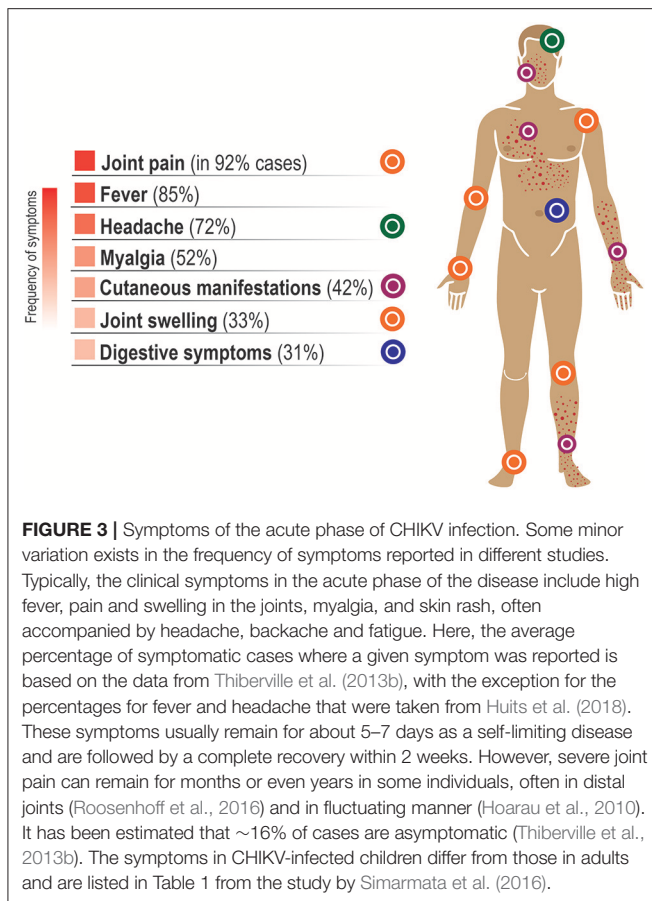 Frequency of symptoms
Joint pain (in 92% cases)
Fever (85%)
Headache (72%)
Myalgia (52%)
Cutaneous manifestations (42%)
Joint swelling (33%)
Digestive symptoms (31%)
FIGURE 3 | Symptoms of the acute phase of CHIKV infection. Some minor
variation exists in the frequency of symptoms reported in different studies.
Typically, the clinical symptoms in the acute phase of the disease include high
fever, pain and swelling in the joints, myalgia, and skin rash, often
accompanied by headache, backache and fatigue. Here, the average
percentage of symptomatic cases where a given symptom was reported is
based on the data from Thiberville et al. (2013b), with the exception for the
percentages for fever and headache that were taken from Huits et al. (2018).
These symptoms usually remain for about 5–7 days as a self-limiting disease
and are followed by a complete recovery within 2 weeks. However, severe joint
pain can remain for months or even years in some individuals, often in distal
joints (Roosenhoff et al., 2016) and in fluctuating manner (Hoarau et al., 2010).
It has been estimated that ~16% of cases are asymptomatic (Thiberville et al.,
2013b). The symptoms in CHIKV-infected children differ from those in adults
and are listed in Table 1 from the study by Simarmata et al. (2016).